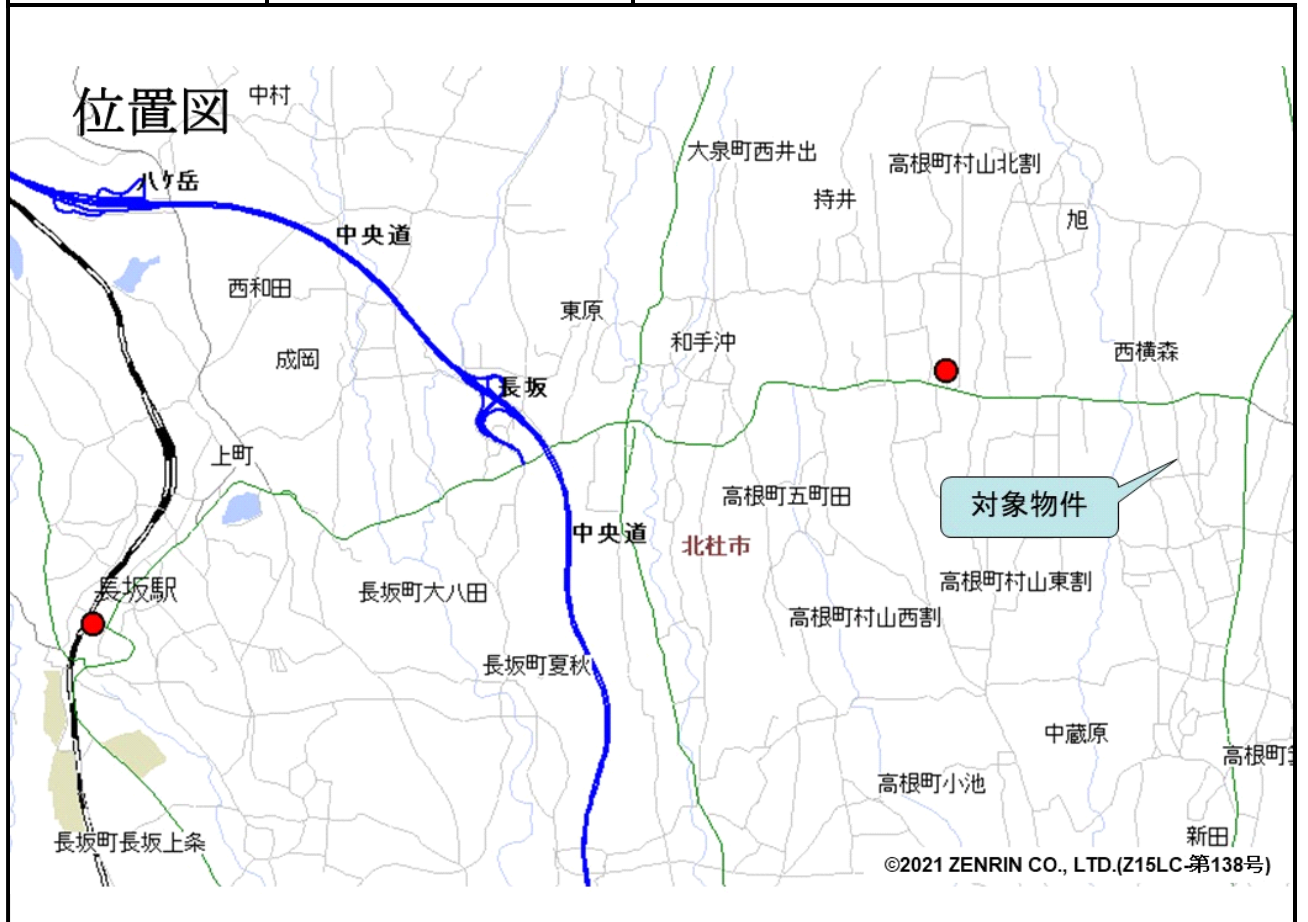 位置図
中村
大泉町西井出
高根町村山北割
八ケ岳
持井
旭
中央道
西和田
東原
和手沖
西横森
成岡
長坂
上町
高根町五町田
対象物件
中央道
北杜市
長坂駅
長坂町大八田
高根町村山東割
高根町村山西割
長坂町夏秋
中蔵原
高根町
高根町小池
長坂町長坂上条
新田
©2021 ZENRIN CO., LTD.(Z15LC-第138号)